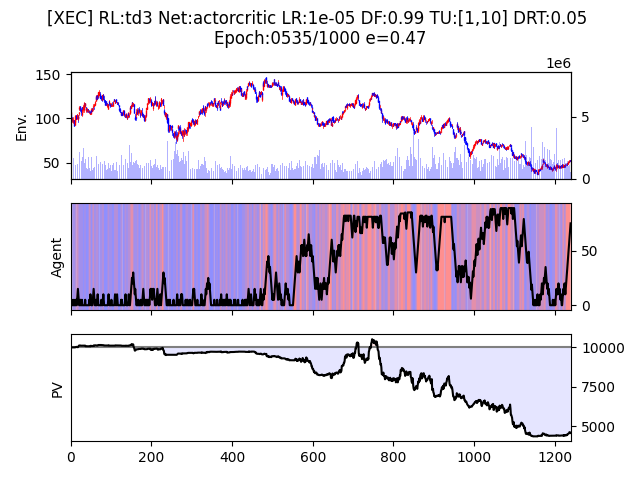 [XEC] RL:td3 Net:actorcritic LR:1e-05 DF:0.99 TU:[1,10] DRT:0.05
Epoch:0535/1000 e=0.47
1e6
150
100
50
Env.
5
0
Agent
50
0
PV
10000
7500
5000
0 200 400 600 800 1000 1200